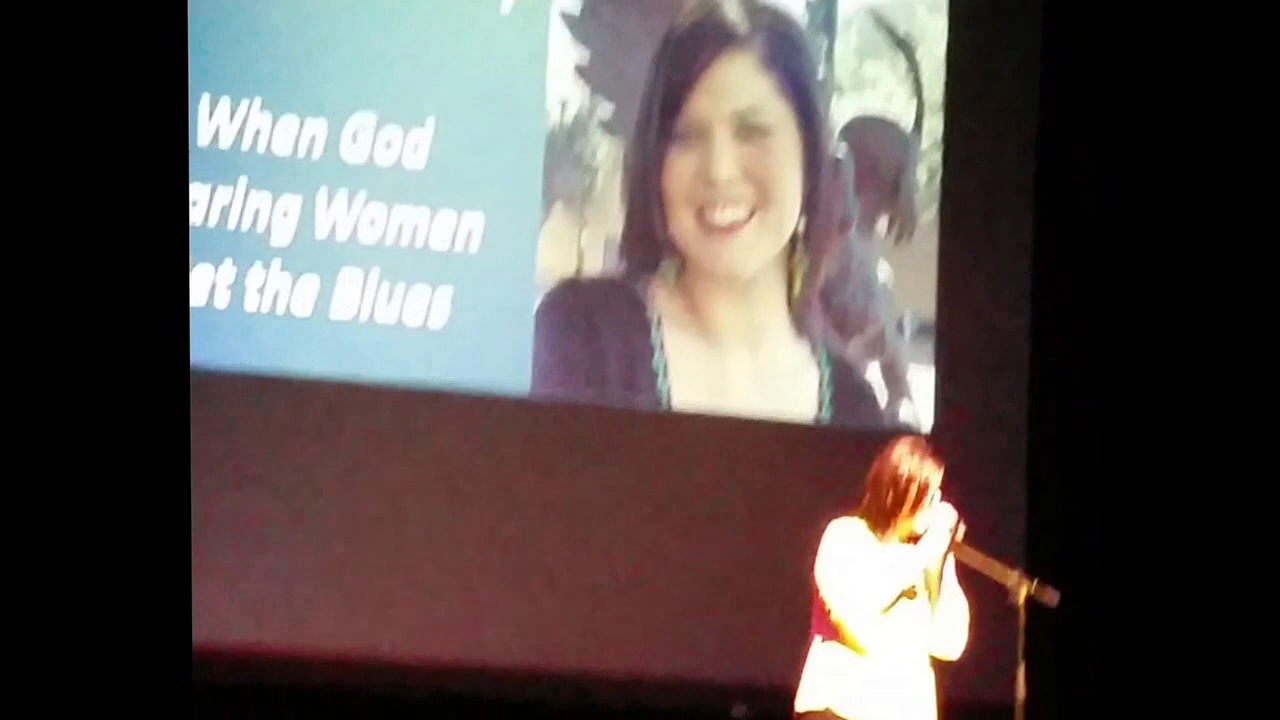 When God
aring Women
et the Blues